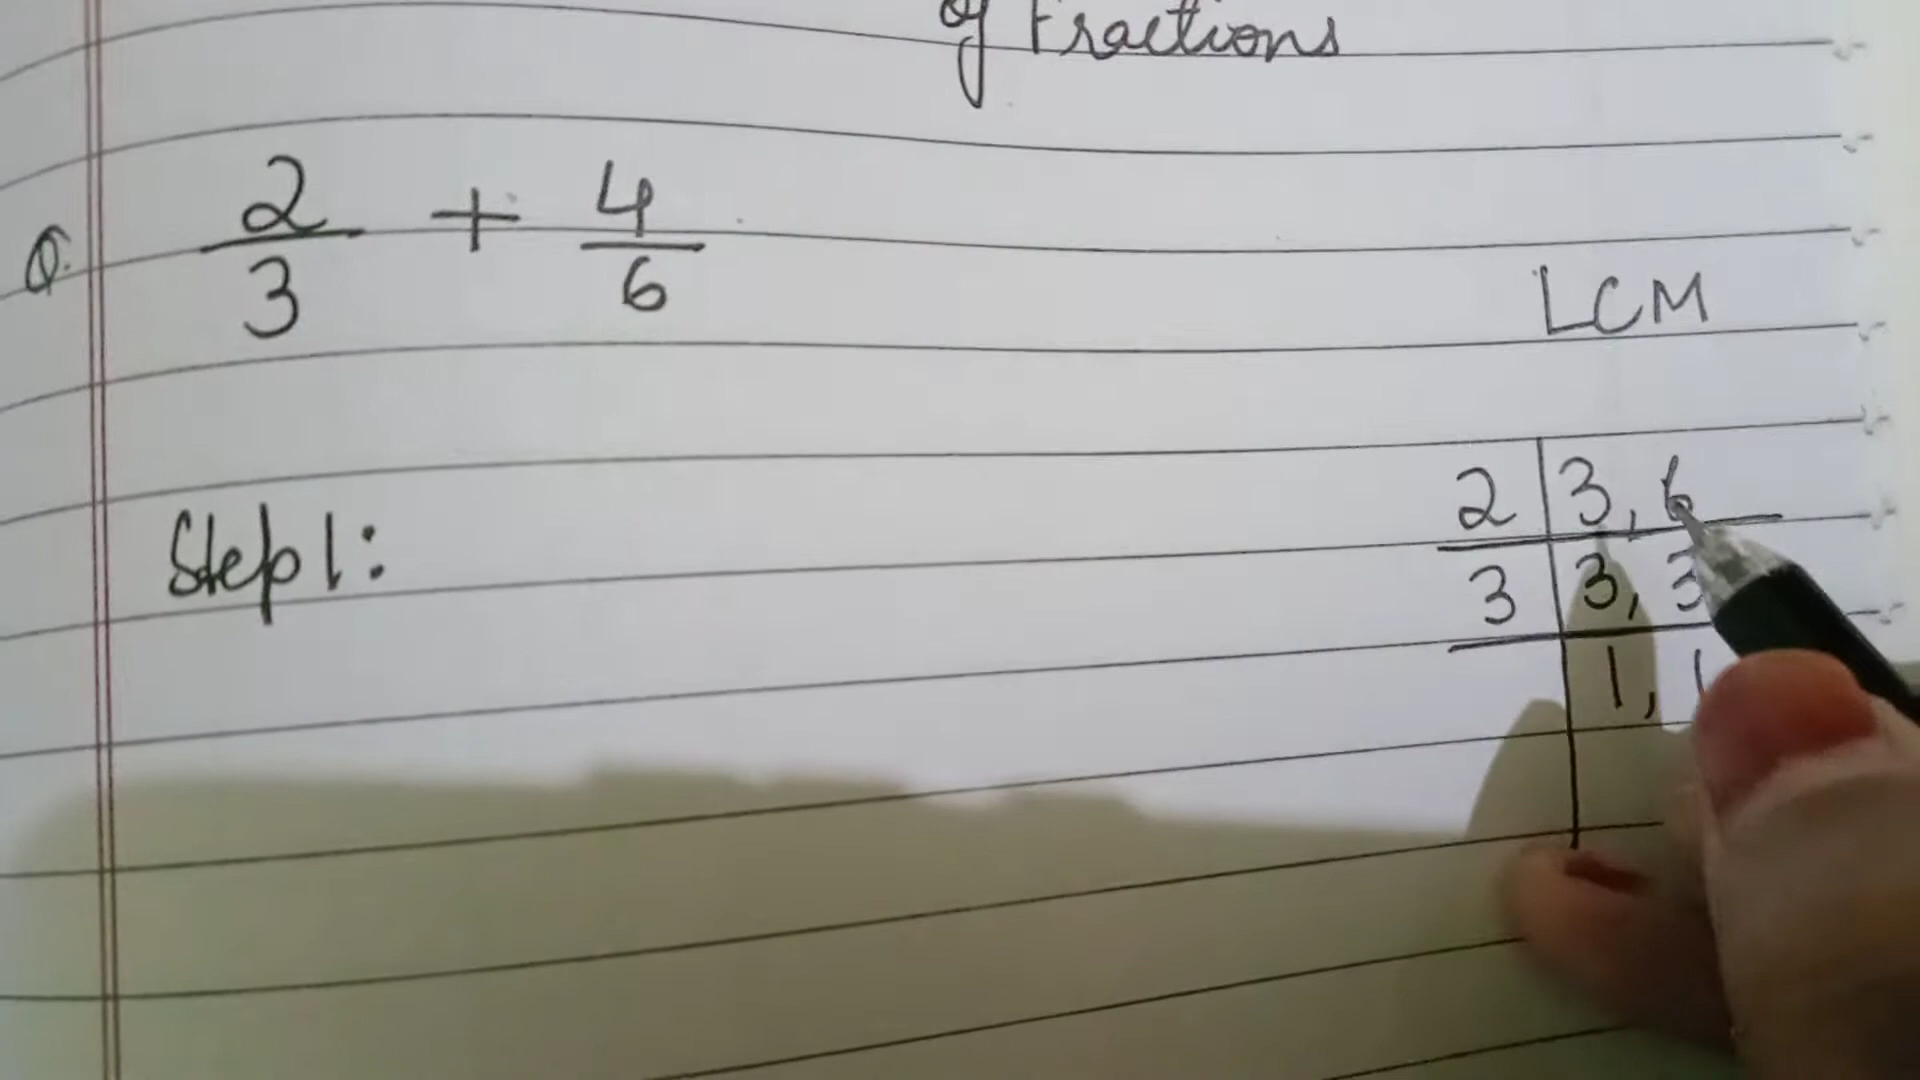 of Fractions
Q. 2/3 + 4/6
LCM
2 | 3, 6
3 | 3, 3
1, 1
Step 1: